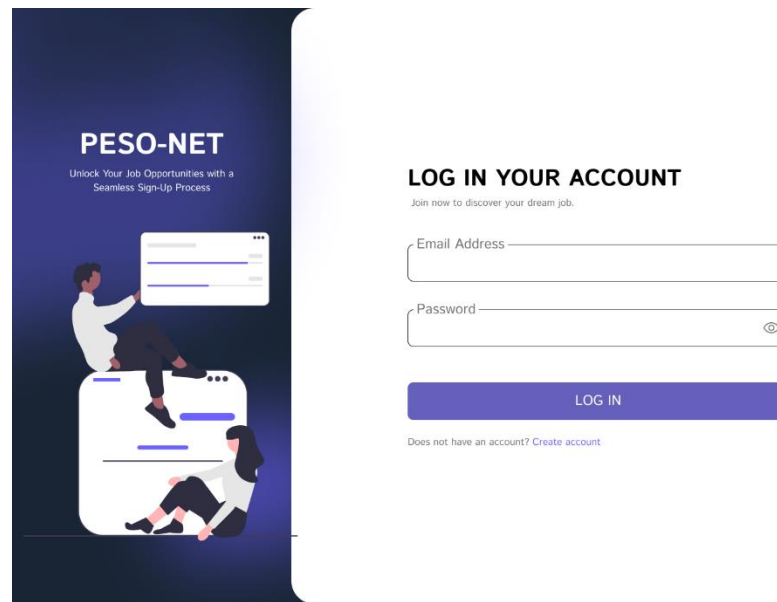 PESO-NET
Unlock Your Job Opportunities with a
Seamless Sign-Up Process
LOG IN YOUR ACCOUNT
Join now to discover your dream job.
Email Address
Password
LOG IN
Does not have an account? Create account